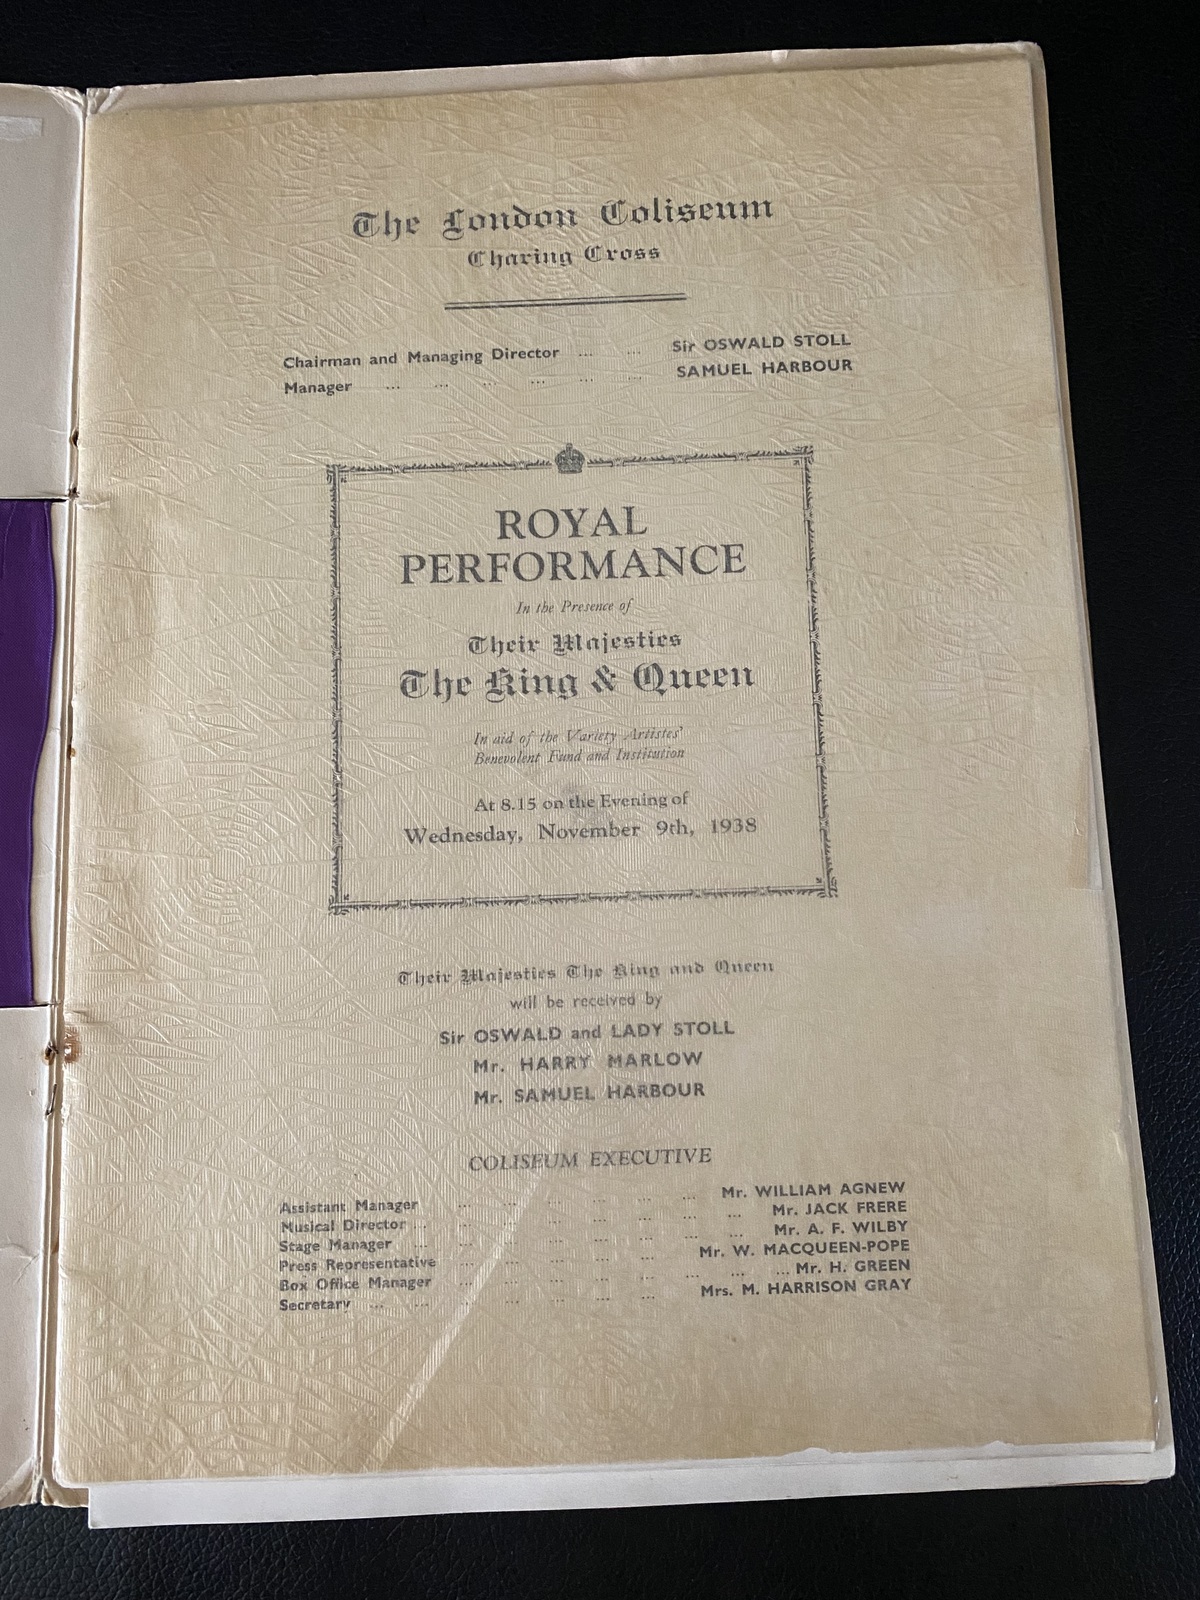 The London Coliseum
Charing Cross
Chairman and Managing Director ... ... Sir OSWALD STOLL
Manager ... ... ... ... ... ... SAMUEL HARBOUR
ROYAL
PERFORMANCE
In the Presence of
Their Majesties
The King & Queen
In aid of the Variety Artistes'
Benevolent Fund and Institution
At 8.15 on the Evening of
Wednesday, November 9th, 1938
Their Majesties The King and Queen
will be received by
Sir OSWALD and LADY STOLL
Mr. HARRY MARLOW
Mr. SAMUEL HARBOUR
COLISEUM EXECUTIVE
Assistant Manager ... ... ... ... ... ... Mr. WILLIAM AGNEW
Musical Director ... ... ... ... ... ... ... Mr. JACK FRERE
Stage Manager ... ... ... ... ... ... ... Mr. A. F. WILBY
Press Representative ... ... ... ... ... Mr. W. MACQUEEN-POPE
Box Office Manager ... ... ... ... ... ... ... ... Mr. H. GREEN
Secretary ... ... ... ... ... ... ... Mrs. M. HARRISON GRAY